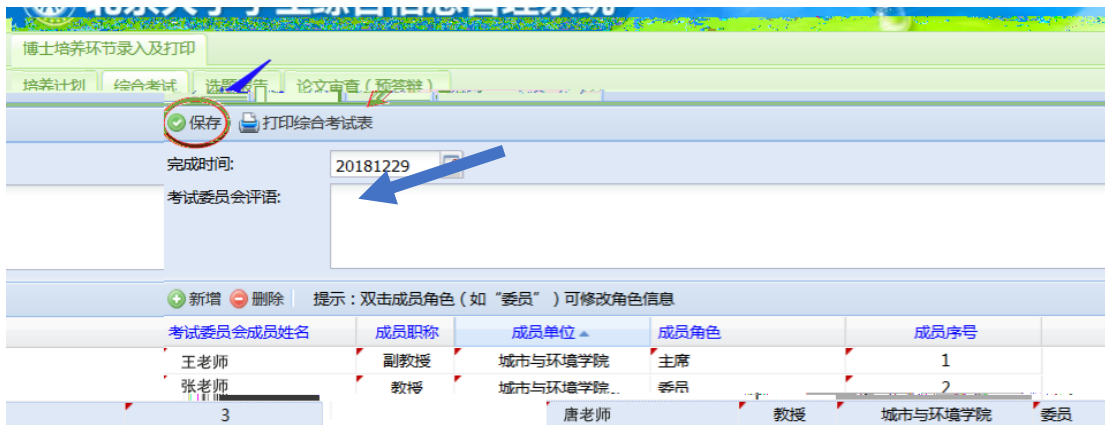 博士培养环节录入及打印
培养计划 综合考试 选题报告 论文审查（预答辩）
保存 打印综合考试表
完成时间: 20181229
考试委员会评语:
新增 删除 提示：双击成员角色（如“委员”）可修改角色信息
考试委员会成员姓名 成员职称 成员单位 成员角色 成员序号
王老师 副教授 城市与环境学院 主席 1
张老师 教授 城市与环境学院 委员 2
3 唐老师 教授 城市与环境学院 委员